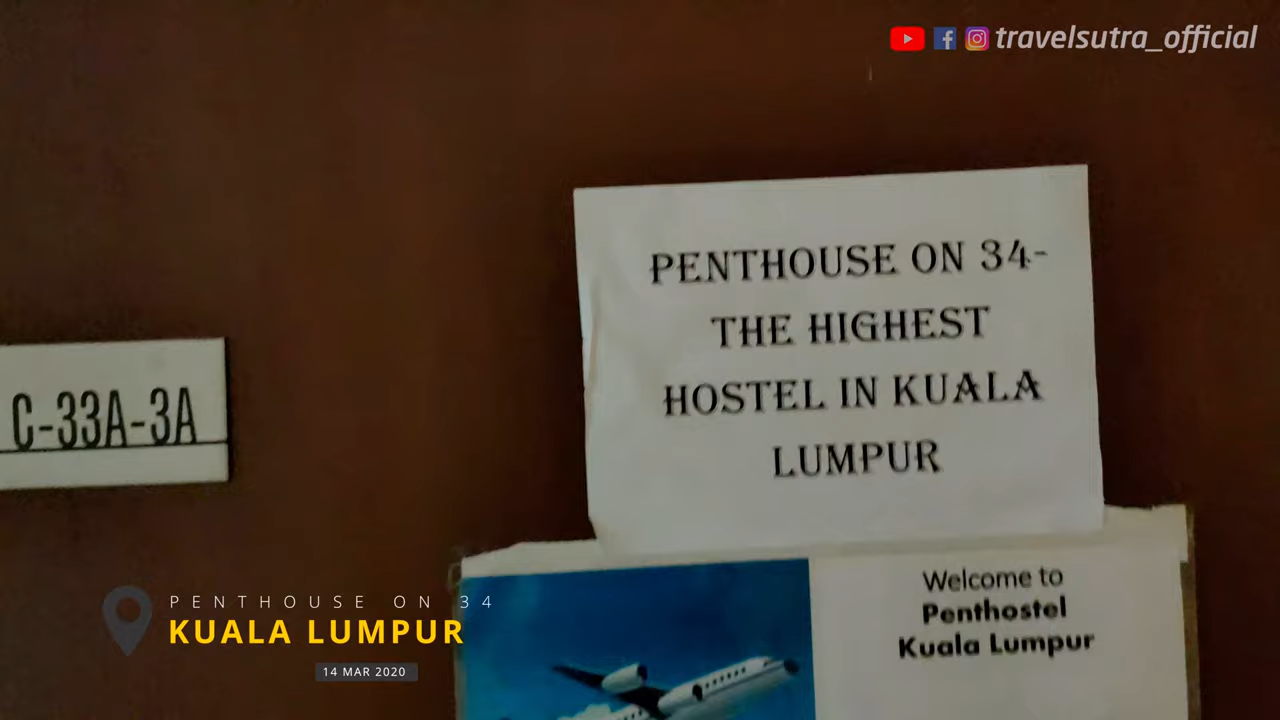 travelsutra_official
PENTHOUSE ON 34-
THE HIGHEST
HOSTEL IN KUALA
LUMPUR
C-33A-3A
Welcome to
Penthostel
Kuala Lumpur
PENTHOUSE ON 34
KUALA LUMPUR
14 MAR 2020